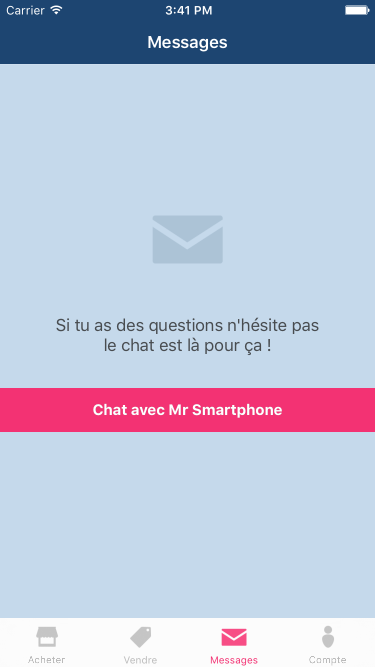 Carrier 3:41 PM
Messages
Si tu as des questions n'hésite pas
le chat est là pour ça !
Chat avec Mr Smartphone
Acheter Vendre Messages Compte